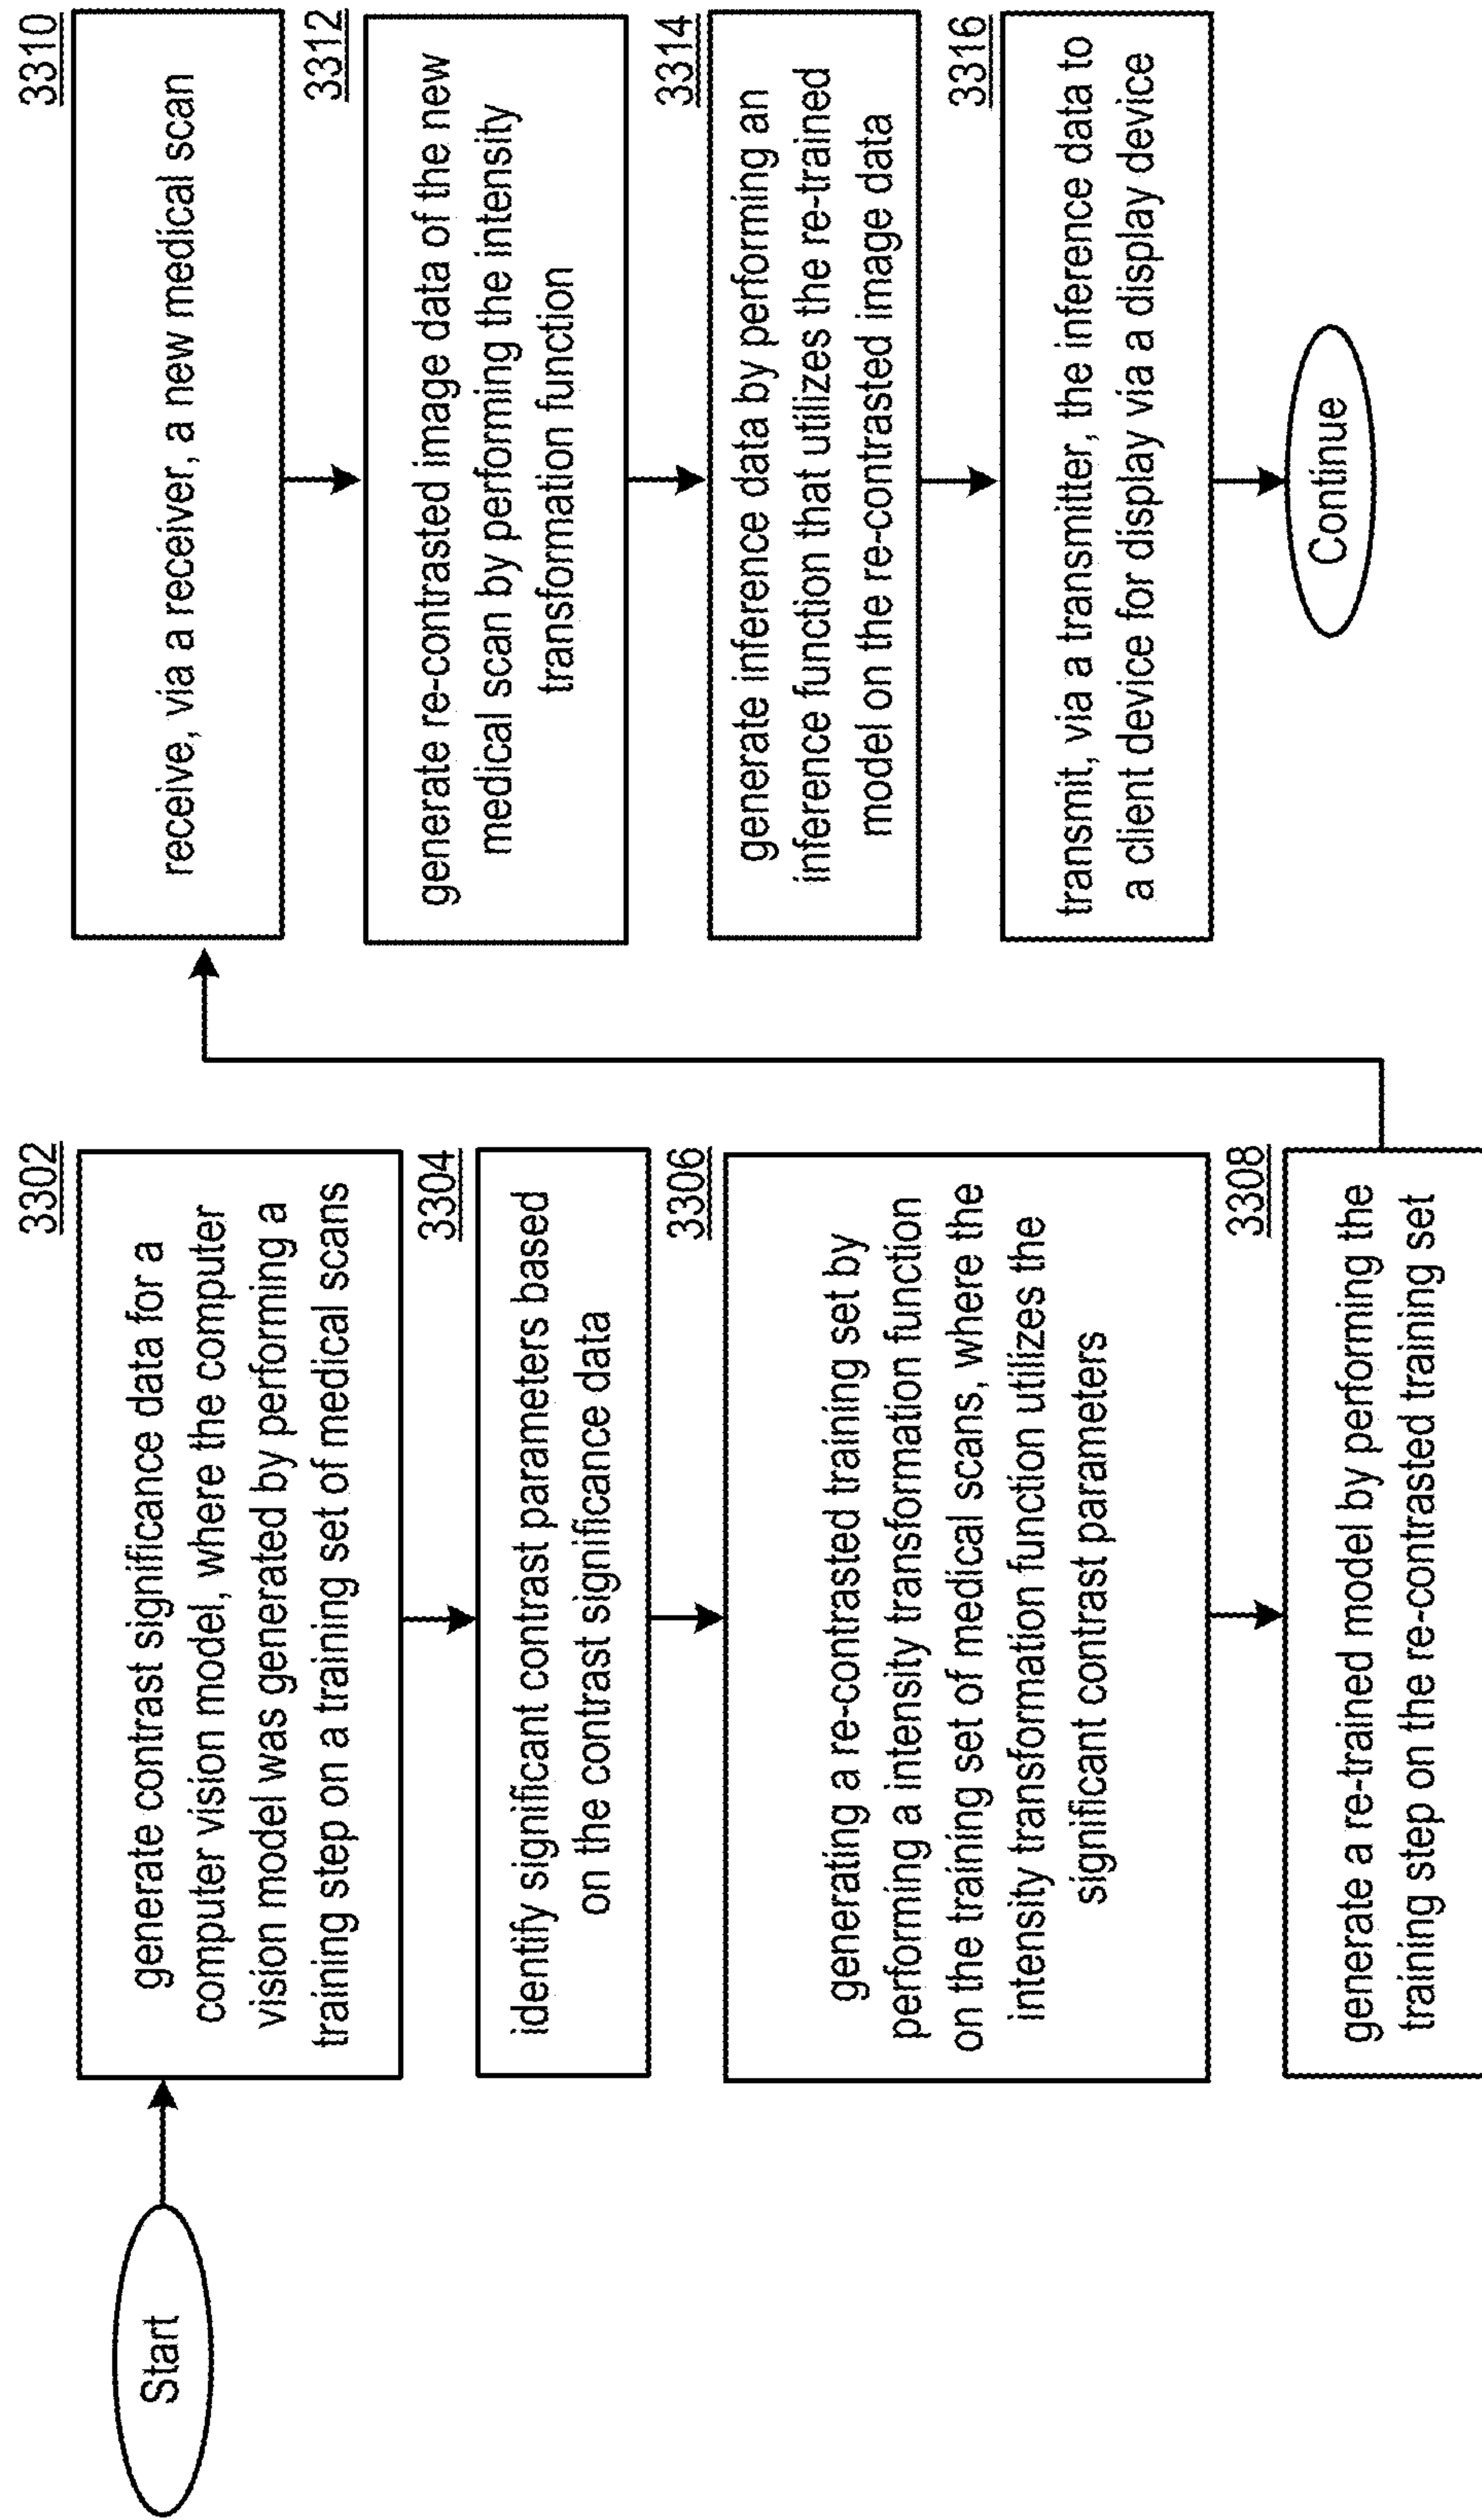 Start
3302
generate contrast significance data for a
computer vision model, where the computer
vision model was generated by performing a
training step on a training set of medical scans
3304
identify significant contrast parameters based
on the contrast significance data
3306
generating a re-contrasted training set by
performing a intensity transformation function
on the training set of medical scans, where the
intensity transformation function utilizes the
significant contrast parameters
3308
generate a re-trained model by performing the
training step on the re-contrasted training set
3310
receive, via a receiver, a new medical scan
3312
generate re-contrasted image data of the new
medical scan by performing the intensity
transformation function
3314
generate inference data by performing an
inference function that utilizes the re-trained
model on the re-contrasted image data
3316
transmit, via a transmitter, the inference data to
a client device for display via a display device
Continue